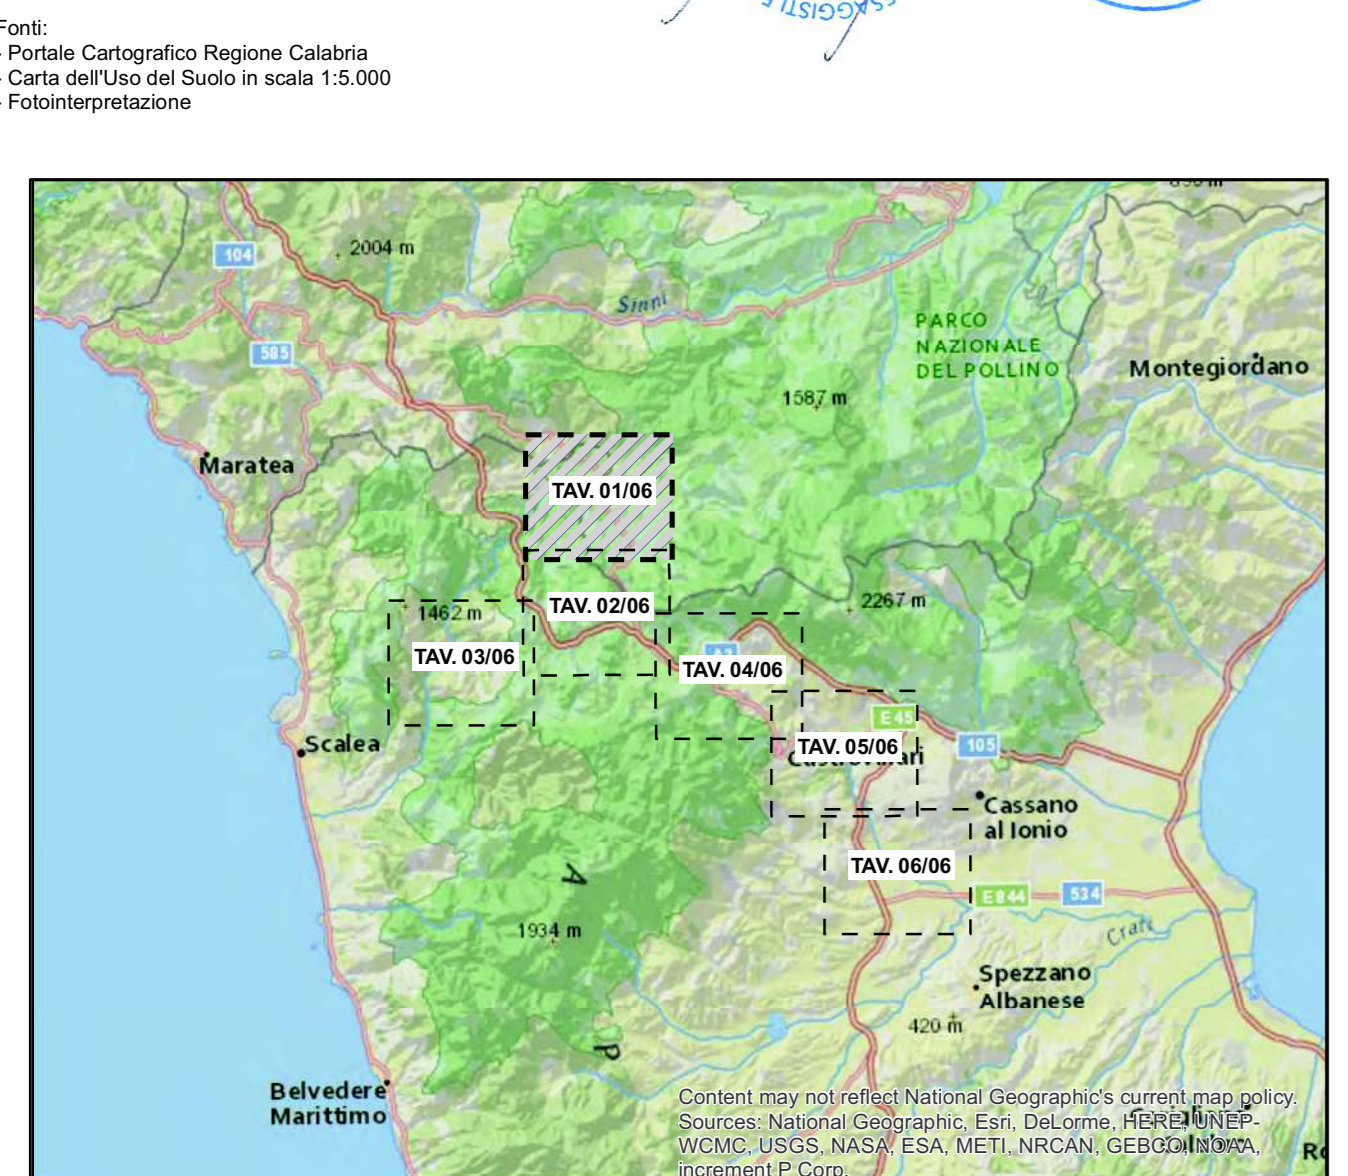 Fonti:
- Portale Cartografico Regione Calabria
- Carta dell'Uso del Suolo in scala 1:5.000
- Fotointerpretazione
104
2004 m
Sinni
585
PARCO
NAZIONALE
DEL POLLINO
Montegiordano
1587 m
Maratea
TAV. 01/06
TAV. 02/06
1462 m
2267 m
TAV. 03/06
TAV. 04/06
E45
Scalea
TAV. 05/06
105
Cassano
al Ionio
TAV. 06/06
E844
534
A
1934 m
Crati
Spezzano
Albanese
420 m
P
Belvedere
Marittimo
Content may not reflect National Geographic's current map policy.
Sources: National Geographic, Esri, DeLorme, HERE, UNEP-
WCMC, USGS, NASA, ESA, METI, NRCAN, GEBCO, NOAA,
increment P Corp.